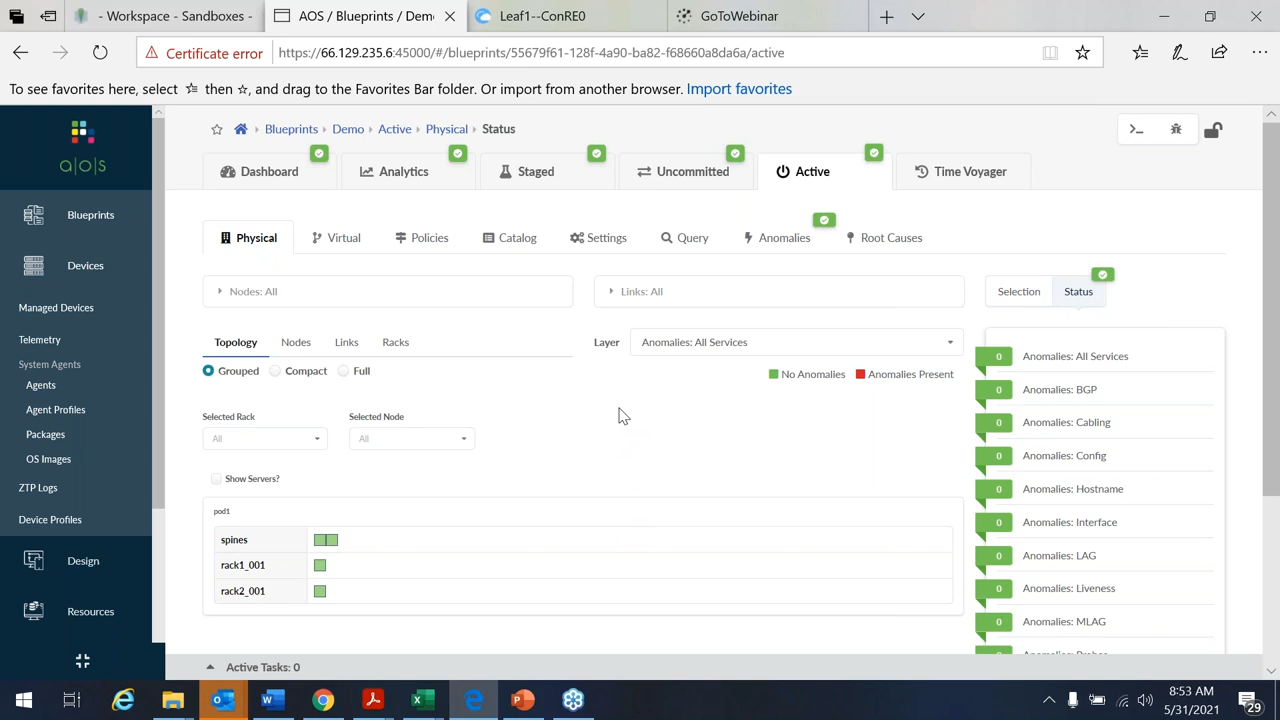 - Workspace - Sandboxes -
AOS / Blueprints / Demo
Leaf1--ConRE0
GoToWebinar
Certificate error
https://66.129.235.6:45000/#/blueprints/55679f61-128f-4a90-ba82-f68660a8da6a/active
To see favorites here, select then ☆, and drag to the Favorites Bar folder. Or import from another browser. Import favorites
a|o|s
Blueprints
Devices
Managed Devices
Telemetry
System Agents
Agents
Agent Profiles
Packages
OS Images
ZTP Logs
Device Profiles
Design
Resources
Blueprints Demo Active Physical Status
Dashboard
Analytics
Staged
Uncommitted
Active
Time Voyager
Physical
Virtual
Policies
Catalog
Settings
Query
Anomalies
Root Causes
Nodes: All
Links: All
Selection
Status
Topology
Nodes
Links
Racks
Layer
Anomalies: All Services
Grouped
Compact
Full
No Anomalies
Anomalies Present
Selected Rack
All
Selected Node
All
Show Servers?
pod1
spines
rack1_001
rack2_001
0 Anomalies: All Services
0 Anomalies: BGP
0 Anomalies: Cabling
0 Anomalies: Config
0 Anomalies: Hostname
0 Anomalies: Interface
0 Anomalies: LAG
0 Anomalies: Liveness
0 Anomalies: MLAG
Active Tasks: 0
8:53 AM
5/31/2021
29